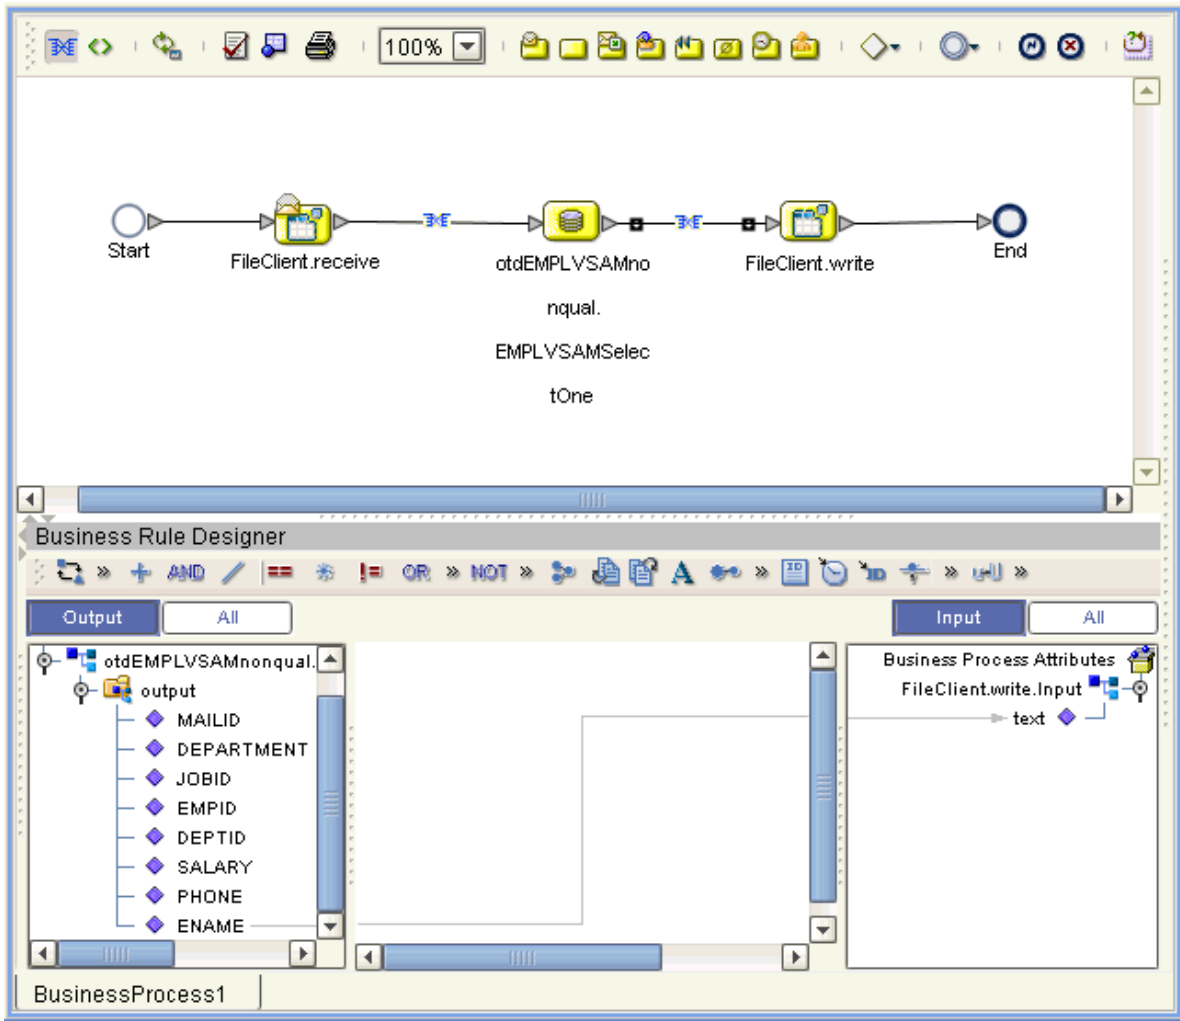 100%
Start
FileClient.receive
otdEMPLVSAMno
nqual.
EMPLVSAMSelec
tOne
FileClient.write
End
Business Rule Designer
AND == != OR » NOT » A » ID ID » »
Output All Input All
otdEMPLVSAMnonqual.
output
MAILID
DEPARTMENT
JOBID
EMPID
DEPTID
SALARY
PHONE
ENAME
Business Process Attributes
FileClient.write.Input
text
BusinessProcess1